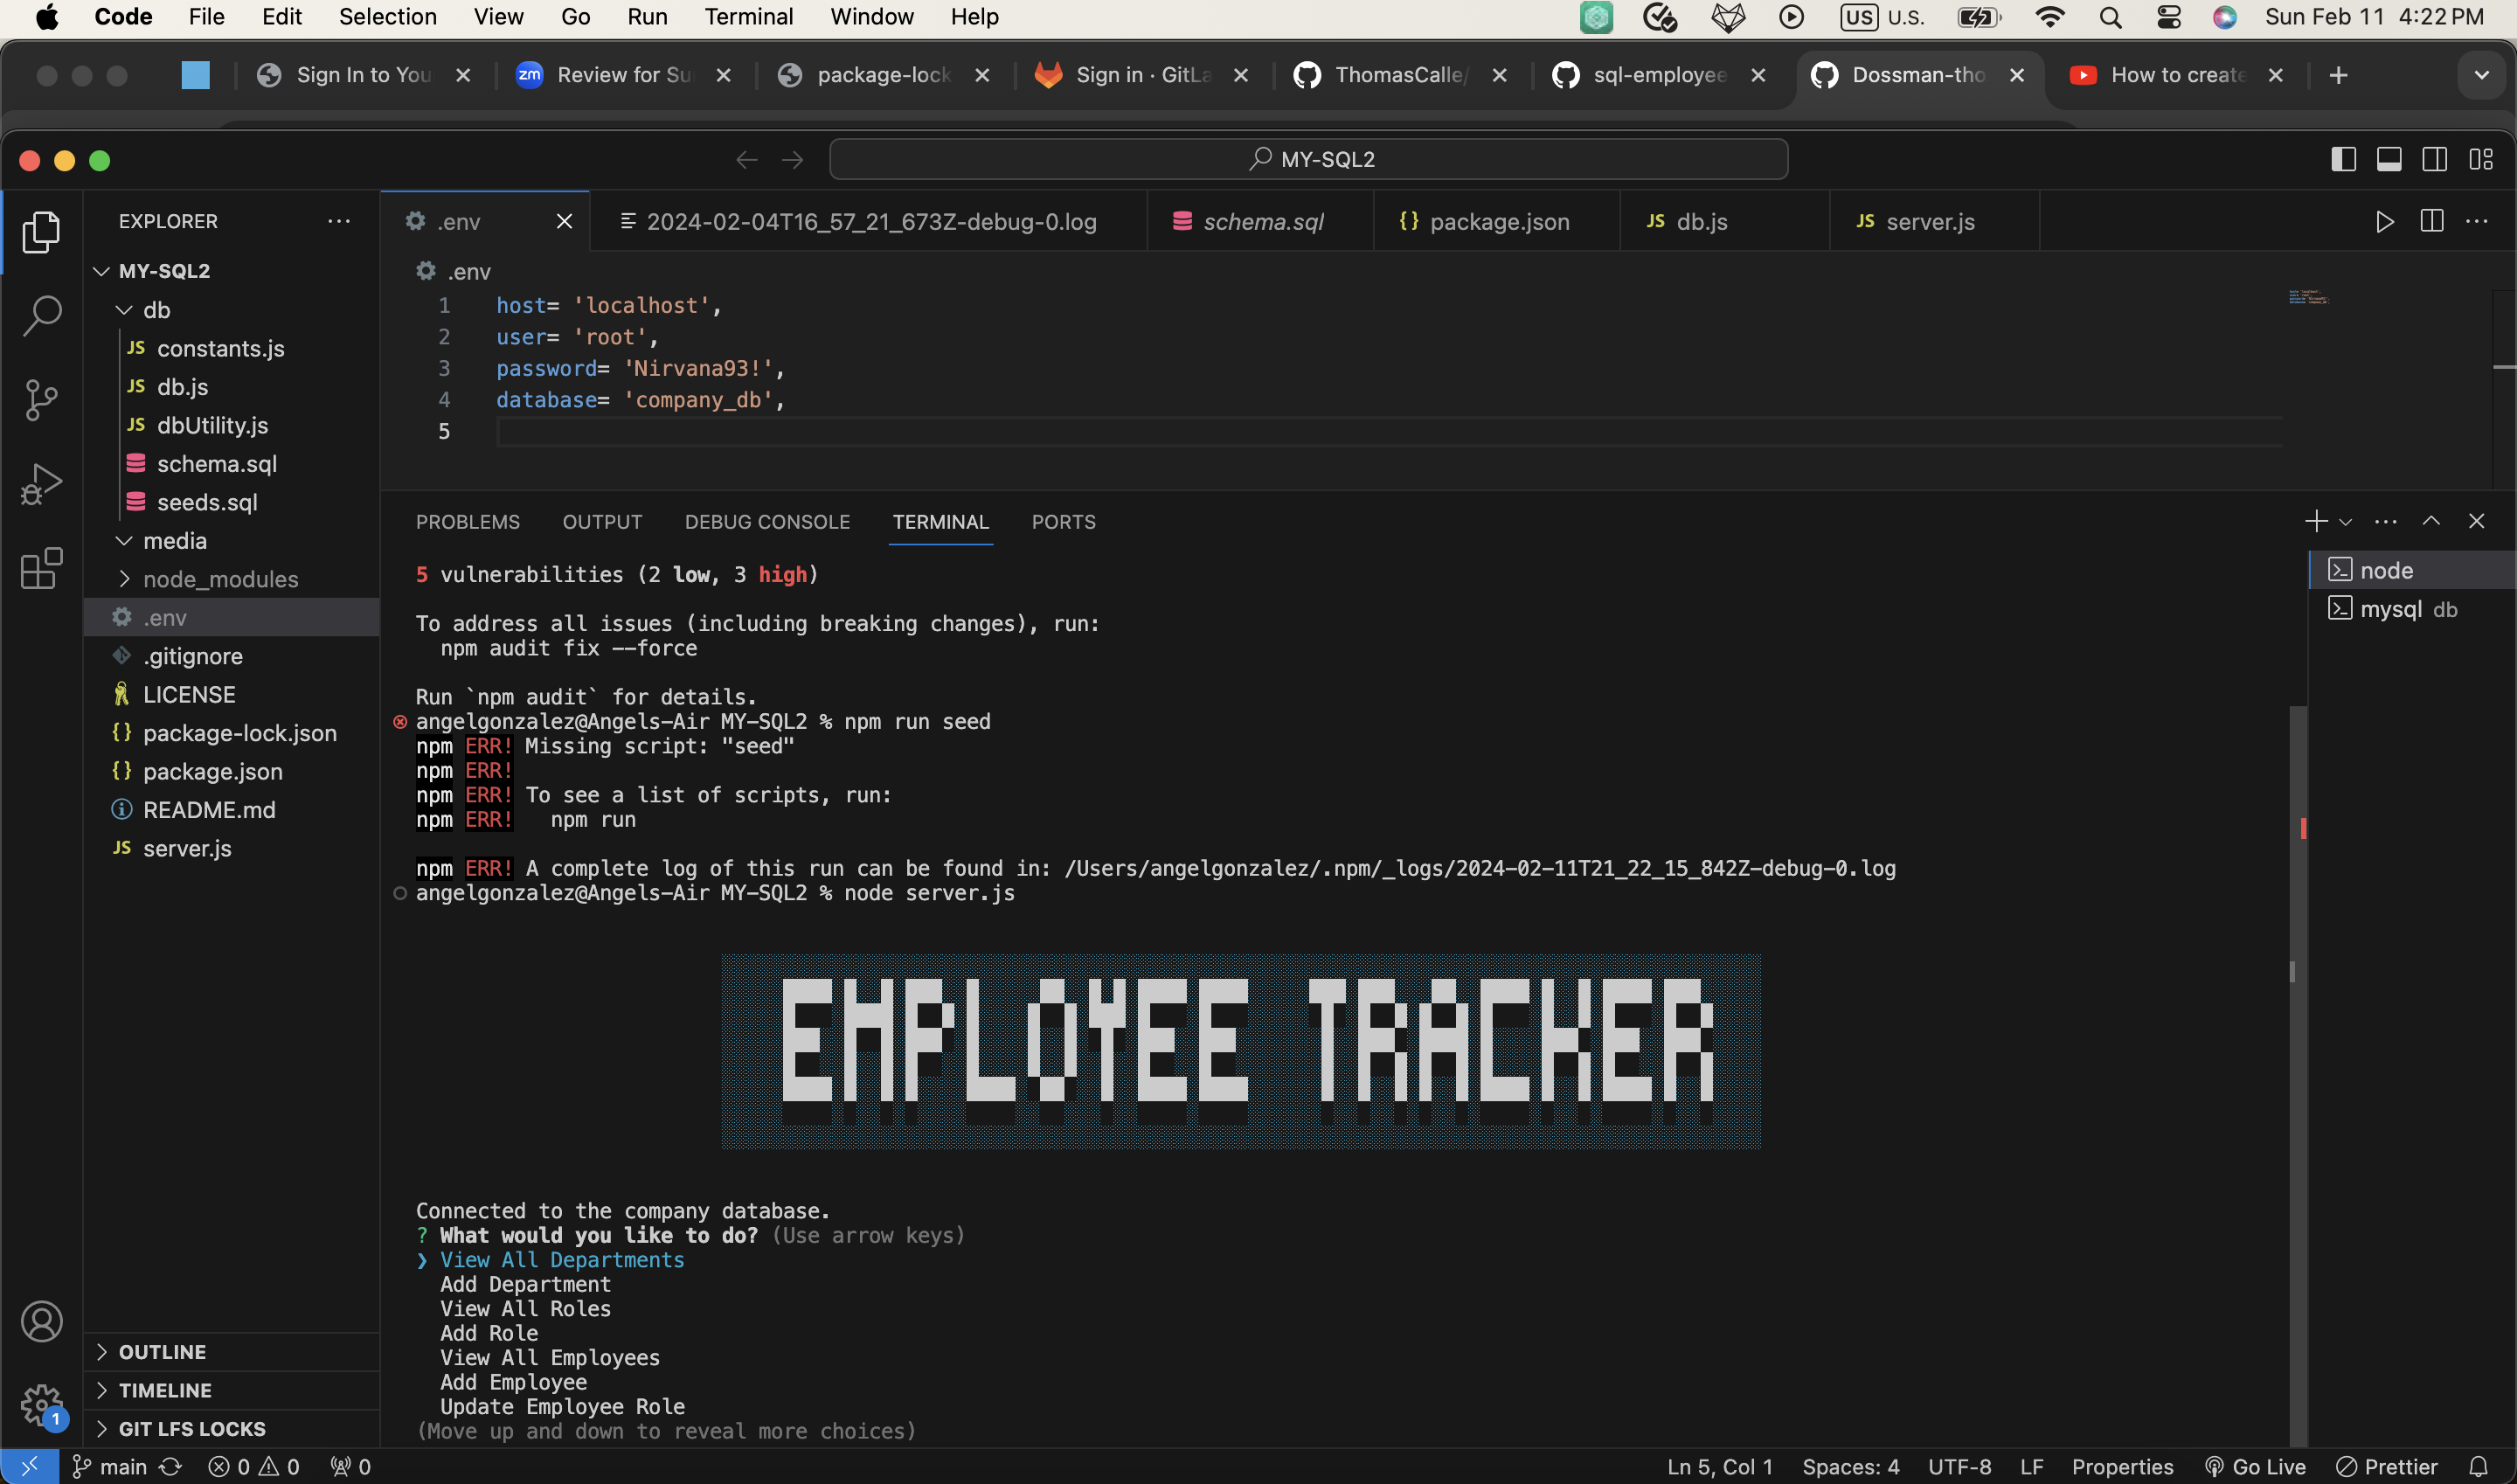 Code File Edit Selection View Go Run Terminal Window Help US U.S. Sun Feb 11 4:22 PM
Sign In to You zm Review for Su package-lock Sign in · GitLa ThomasCalle/ sql-employee Dossman-tho How to create
MY-SQL2
EXPLORER
.env 2024-02-04T16_57_21_673Z-debug-0.log schema.sql {} package.json JS db.js JS server.js
MY-SQL2
db
JS constants.js
JS db.js
JS dbUtility.js
schema.sql
seeds.sql
media
node_modules
.env
.gitignore
LICENSE
{} package-lock.json
{} package.json
README.md
JS server.js
OUTLINE
TIMELINE
GIT LFS LOCKS
1
.env
1 host= 'localhost',
2 user= 'root',
3 password= 'Nirvana93!',
4 database= 'company_db',
5
PROBLEMS OUTPUT DEBUG CONSOLE TERMINAL PORTS
node
mysql db
5 vulnerabilities (2 low, 3 high)
To address all issues (including breaking changes), run:
npm audit fix --force
Run `npm audit` for details.
angelgonzalez@Angels-Air MY-SQL2 % npm run seed
npm ERR! Missing script: "seed"
npm ERR!
npm ERR! To see a list of scripts, run:
npm ERR! npm run
npm ERR! A complete log of this run can be found in: /Users/angelgonzalez/.npm/_logs/2024-02-11T21_22_15_842Z-debug-0.log
angelgonzalez@Angels-Air MY-SQL2 % node server.js
EMPLOYEE TRACKER
Connected to the company database.
? What would you like to do? (Use arrow keys)
❯ View All Departments
Add Department
View All Roles
Add Role
View All Employees
Add Employee
Update Employee Role
(Move up and down to reveal more choices)
main 0 0 0 Ln 5, Col 1 Spaces: 4 UTF-8 LF Properties Go Live Prettier